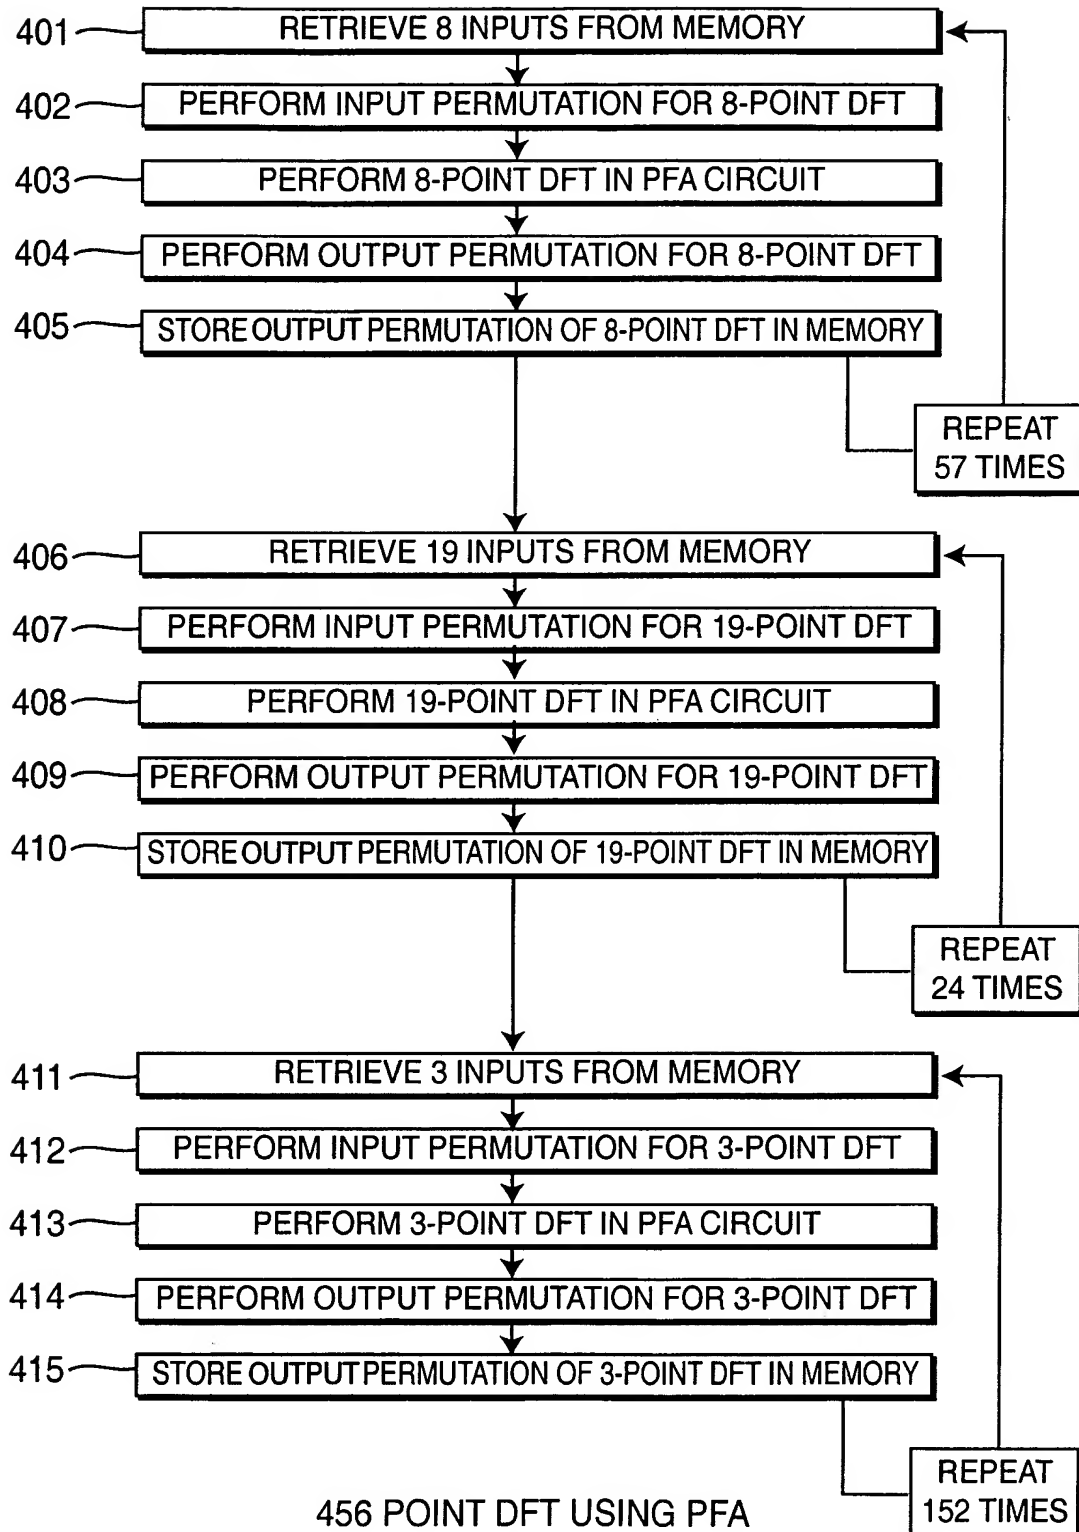 401 RETRIEVE 8 INPUTS FROM MEMORY
402 PERFORM INPUT PERMUTATION FOR 8-POINT DFT
403 PERFORM 8-POINT DFT IN PFA CIRCUIT
404 PERFORM OUTPUT PERMUTATION FOR 8-POINT DFT
405 STORE OUTPUT PERMUTATION OF 8-POINT DFT IN MEMORY
REPEAT
57 TIMES
406 RETRIEVE 19 INPUTS FROM MEMORY
407 PERFORM INPUT PERMUTATION FOR 19-POINT DFT
408 PERFORM 19-POINT DFT IN PFA CIRCUIT
409 PERFORM OUTPUT PERMUTATION FOR 19-POINT DFT
410 STORE OUTPUT PERMUTATION OF 19-POINT DFT IN MEMORY
REPEAT
24 TIMES
411 RETRIEVE 3 INPUTS FROM MEMORY
412 PERFORM INPUT PERMUTATION FOR 3-POINT DFT
413 PERFORM 3-POINT DFT IN PFA CIRCUIT
414 PERFORM OUTPUT PERMUTATION FOR 3-POINT DFT
415 STORE OUTPUT PERMUTATION OF 3-POINT DFT IN MEMORY
REPEAT
152 TIMES
456 POINT DFT USING PFA